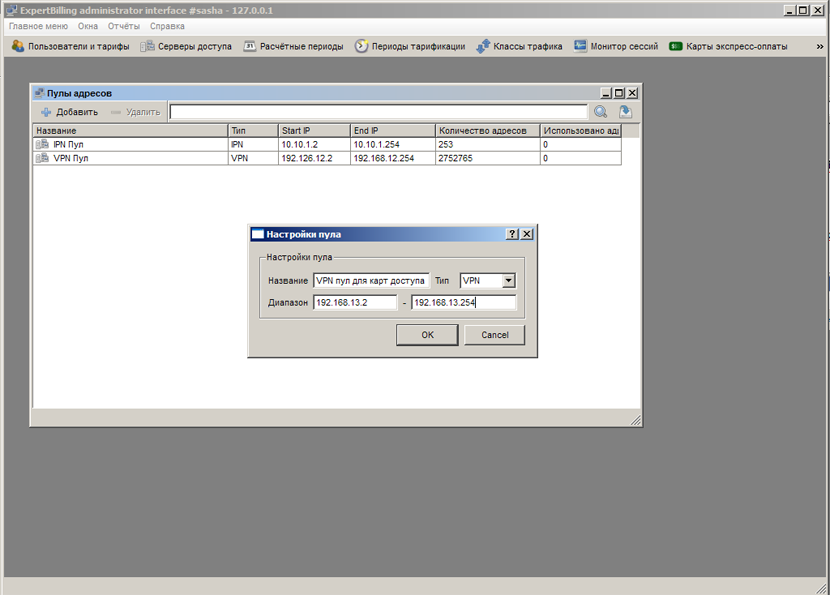 ExpertBilling administrator interface #sasha - 127.0.0.1
Главное меню Окна Отчёты Справка
Пользователи и тарифы Серверы доступа Расчётные периоды Периоды тарификации Классы трафика Монитор сессий Карты экспресс-оплаты »
Пулы адресов
Добавить Удалить
Название Тип Start IP End IP Количество адресов Использовано адр
IPN Пул IPN 10.10.1.2 10.10.1.254 253 0
VPN Пул VPN 192.126.12.2 192.168.12.254 2752765 0
Настройки пула
Настройки пула
Название VPN пул для карт доступа Тип VPN
Диапазон 192.168.13.2 - 192.168.13.254
OK Cancel